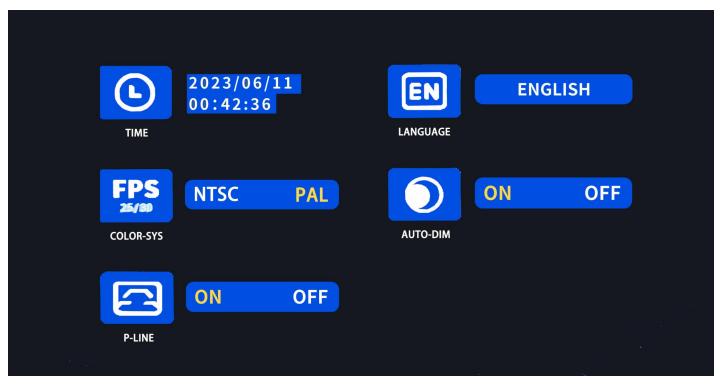 2023/06/11
00:42:36
TIME
EN
ENGLISH
LANGUAGE
FPS
25/30
NTSC PAL
COLOR-SYS
ON OFF
AUTO-DIM
ON OFF
P-LINE